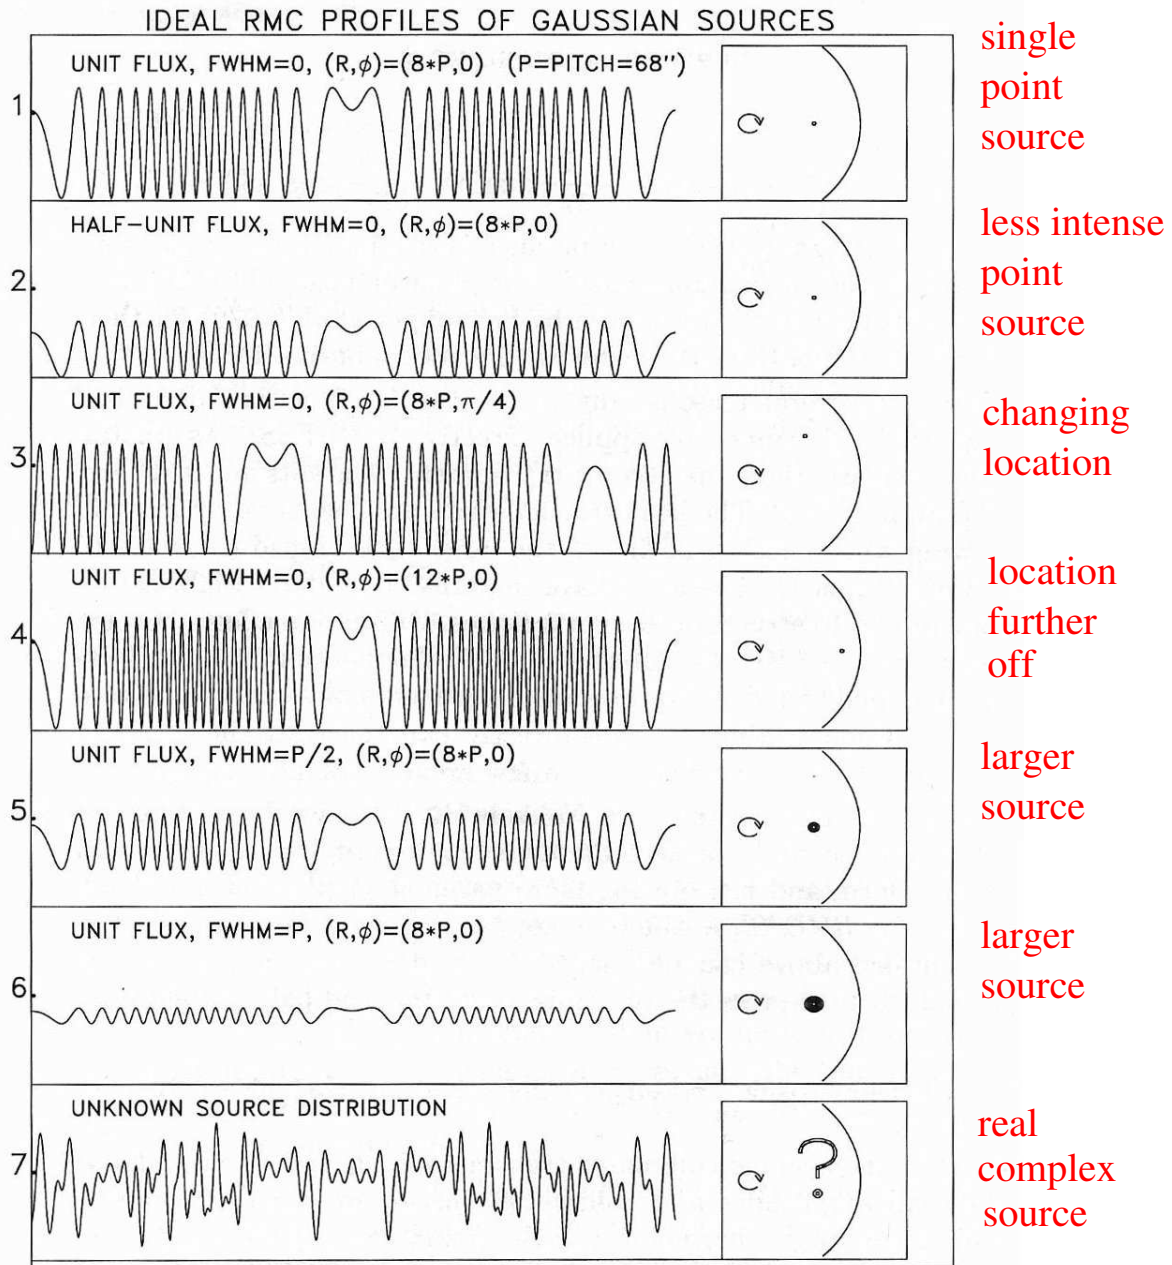 IDEAL RMC PROFILES OF GAUSSIAN SOURCES
UNIT FLUX, FWHM=0, (R,ϕ)=(8*P,0) (P=PITCH=68'')
1.
single
point
source
HALF−UNIT FLUX, FWHM=0, (R,ϕ)=(8*P,0)
2.
less intense
point
source
UNIT FLUX, FWHM=0, (R,ϕ)=(8*P,π/4)
3.
changing
location
UNIT FLUX, FWHM=0, (R,ϕ)=(12*P,0)
4.
location
further
off
UNIT FLUX, FWHM=P/2, (R,ϕ)=(8*P,0)
5.
larger
source
UNIT FLUX, FWHM=P, (R,ϕ)=(8*P,0)
6.
larger
source
UNKNOWN SOURCE DISTRIBUTION
7.
?
real
complex
source